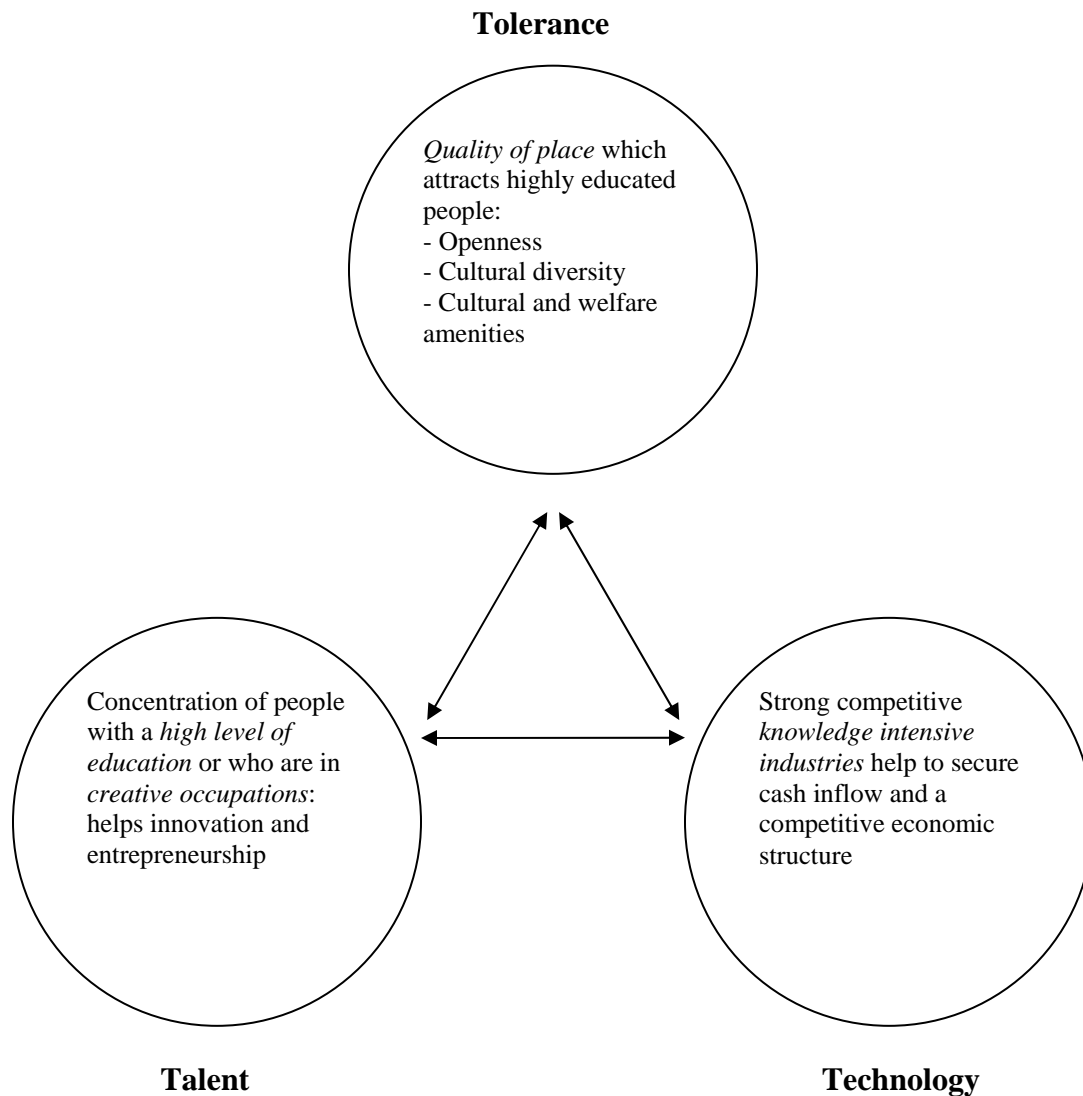 Tolerance
Quality of place which
attracts highly educated
people:
- Openness
- Cultural diversity
- Cultural and welfare
amenities
Concentration of people
with a high level of
education or who are in
creative occupations:
helps innovation and
entrepreneurship
Strong competitive
knowledge intensive
industries help to secure
cash inflow and a
competitive economic
structure
Talent
Technology